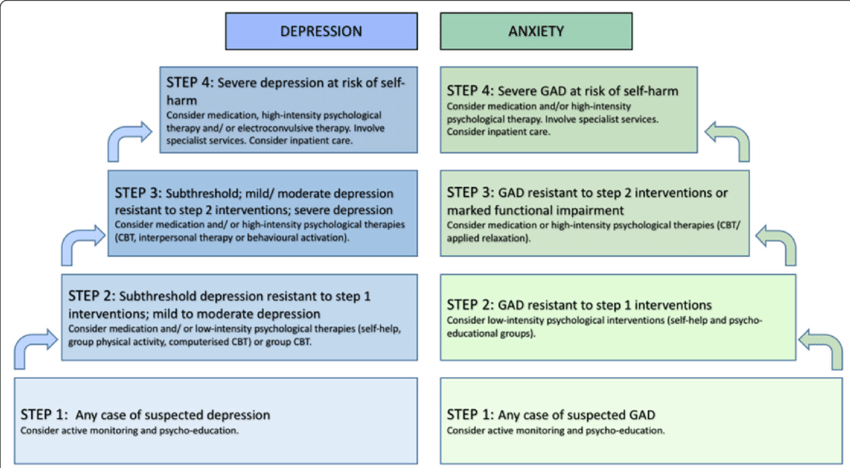 DEPRESSION
STEP 4: Severe depression at risk of self-
harm
Consider medication, high-intensity psychological
therapy and/ or electroconvulsive therapy. Involve
specialist services. Consider inpatient care.
STEP 3: Subthreshold; mild/ moderate depression
resistant to step 2 interventions; severe depression
Consider medication and/ or high-intensity psychological therapies
(CBT, interpersonal therapy or behavioural activation).
STEP 2: Subthreshold depression resistant to step 1
interventions; mild to moderate depression
Consider medication and/ or low-intensity psychological therapies (self-help,
group physical activity, computerised CBT) or group CBT.
STEP 1: Any case of suspected depression
Consider active monitoring and psycho-education.
ANXIETY
STEP 4: Severe GAD at risk of self-harm
Consider medication and/or high-intensity
psychological therapy. Involve specialist services.
Consider inpatient care.
STEP 3: GAD resistant to step 2 interventions or
marked functional impairment
Consider medication or high-intensity psychological therapies (CBT/
applied relaxation).
STEP 2: GAD resistant to step 1 interventions
Consider low-intensity psychological interventions (self-help and psycho-
educational groups).
STEP 1: Any case of suspected GAD
Consider active monitoring and psycho-education.